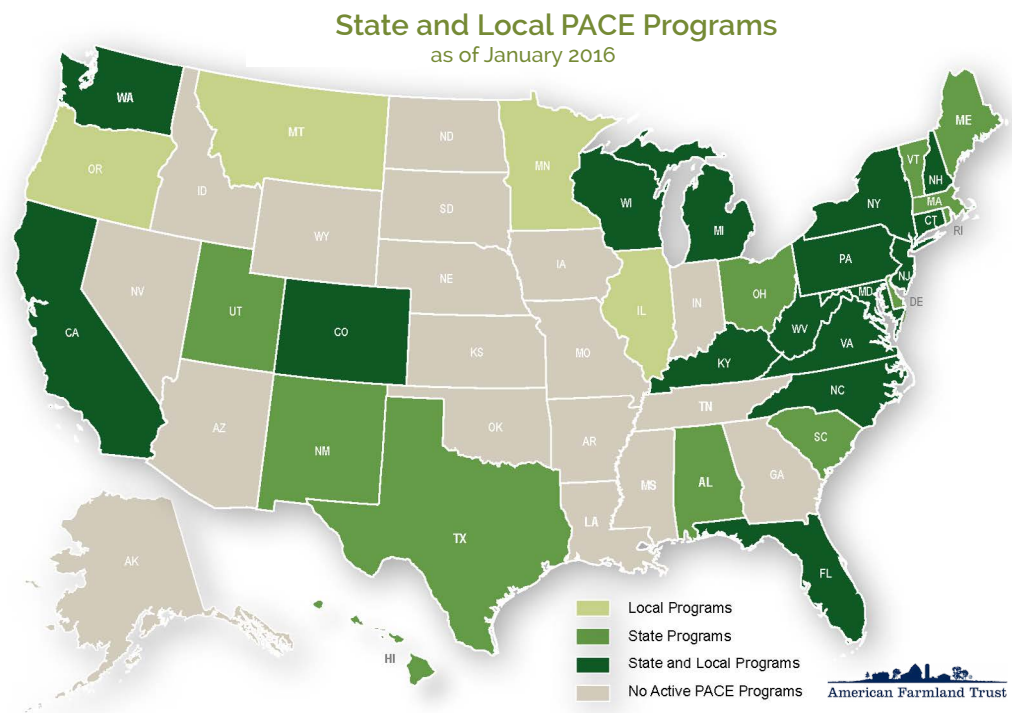 State and Local PACE Programs
as of January 2016
WA
OR
MT
ID
WY
ND
SD
NE
MN
WI
MI
IA
IL
IN
OH
NY
VT
NH
ME
MA
CT
RI
PA
NJ
MD
DE
WV
VA
KY
NC
CA
NV
UT
CO
KS
MO
TN
SC
AZ
NM
OK
AR
MS
AL
GA
LA
TX
FL
AK
HI
Local Programs
State Programs
State and Local Programs
No Active PACE Programs
American Farmland Trust